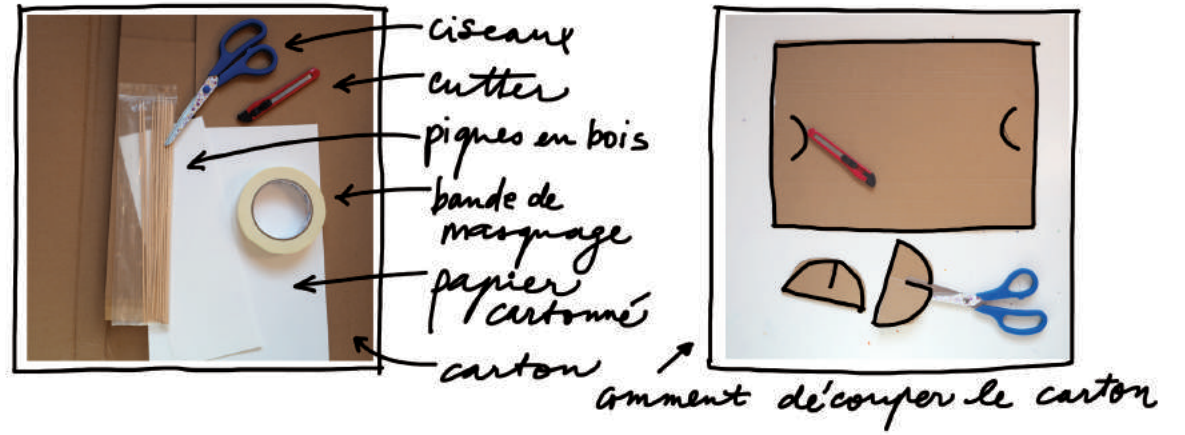 ciseaux
cutter
piques en bois
bande de
masquage
papier
cartonné
carton
comment découper le carton